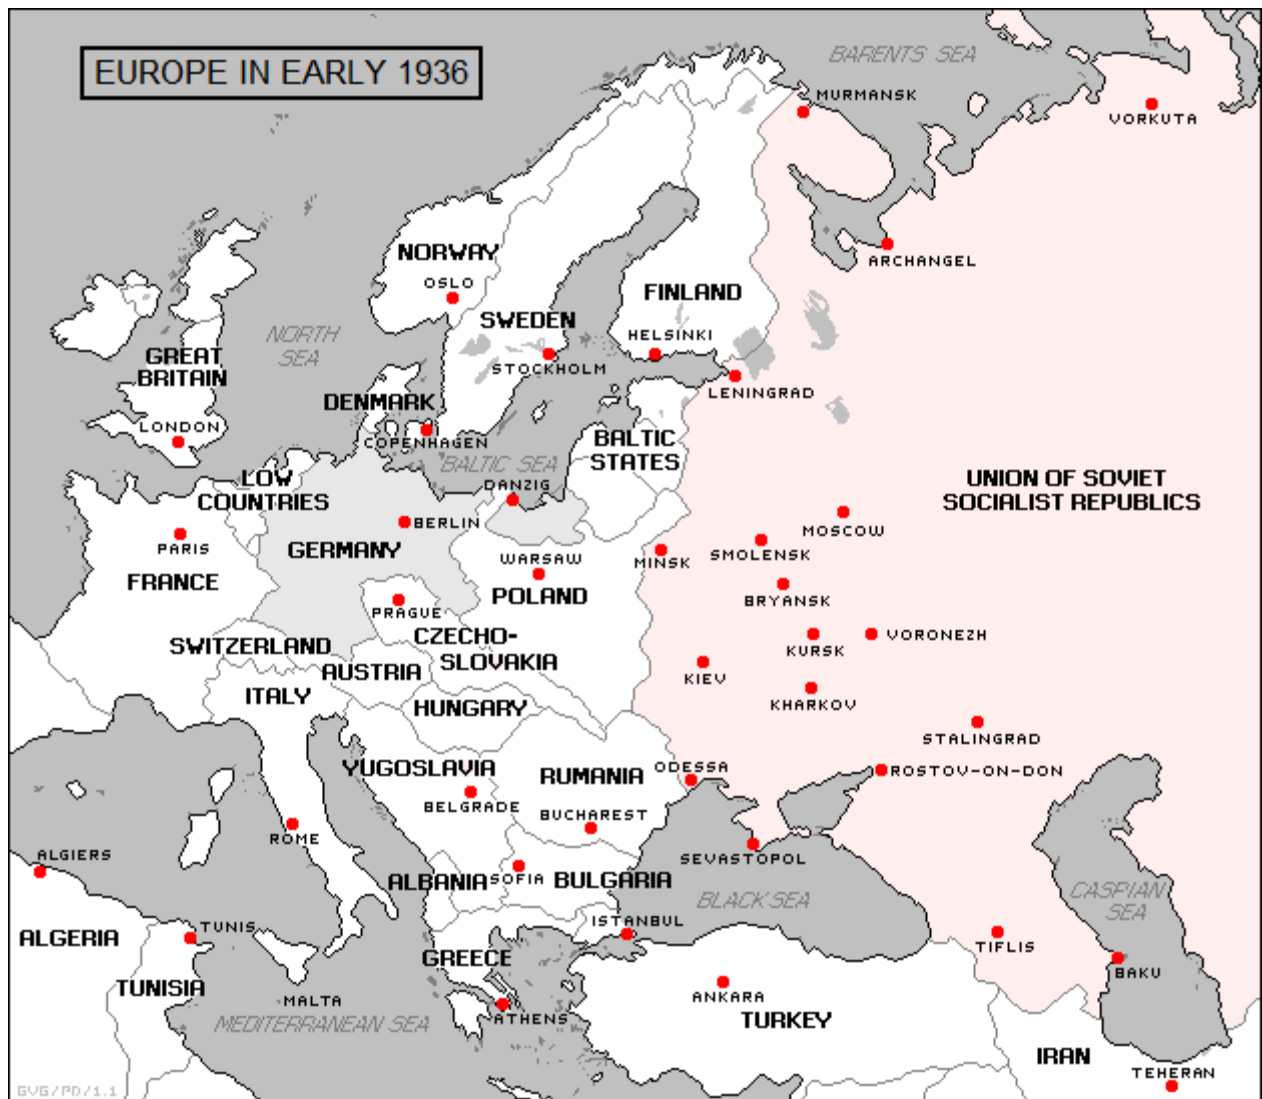 EUROPE IN EARLY 1936
BARENTS SEA
MURMANSK
VORKUTA
NORWAY
OSLO
ARCHANGEL
FINLAND
NORTH
SEA
SWEDEN
HELSINKI
GREAT
BRITAIN
STOCKHOLM
LENINGRAD
DENMARK
LONDON
COPENHAGEN
BALTIC
STATES
BALTIC SEA
LOW
COUNTRIES
DANZIG
UNION OF SOVIET
SOCIALIST REPUBLICS
BERLIN
MOSCOW
PARIS
GERMANY
SMOLENSK
WARSAW
MINSK
FRANCE
POLAND
BRYANSK
PRAGUE
CZECHO-
SLOVAKIA
SWITZERLAND
KURSK
VORONEZH
AUSTRIA
KIEV
ITALY
HUNGARY
KHARKOV
STALINGRAD
YUGOSLAVIA
RUMANIA
ODESSA
ROSTOV-ON-DON
BELGRADE
BUCHAREST
ROME
ALGIERS
SEVASTOPOL
ALBANIA
SOFIA
BULGARIA
BLACK SEA
CASPIAN
SEA
TUNIS
ISTANBUL
ALGERIA
TIFLIS
GREECE
BAKU
TUNISIA
MALTA
ANKARA
MEDITERRANEAN SEA
ATHENS
TURKEY
IRAN
TEHERAN
GVG/PD/1.1